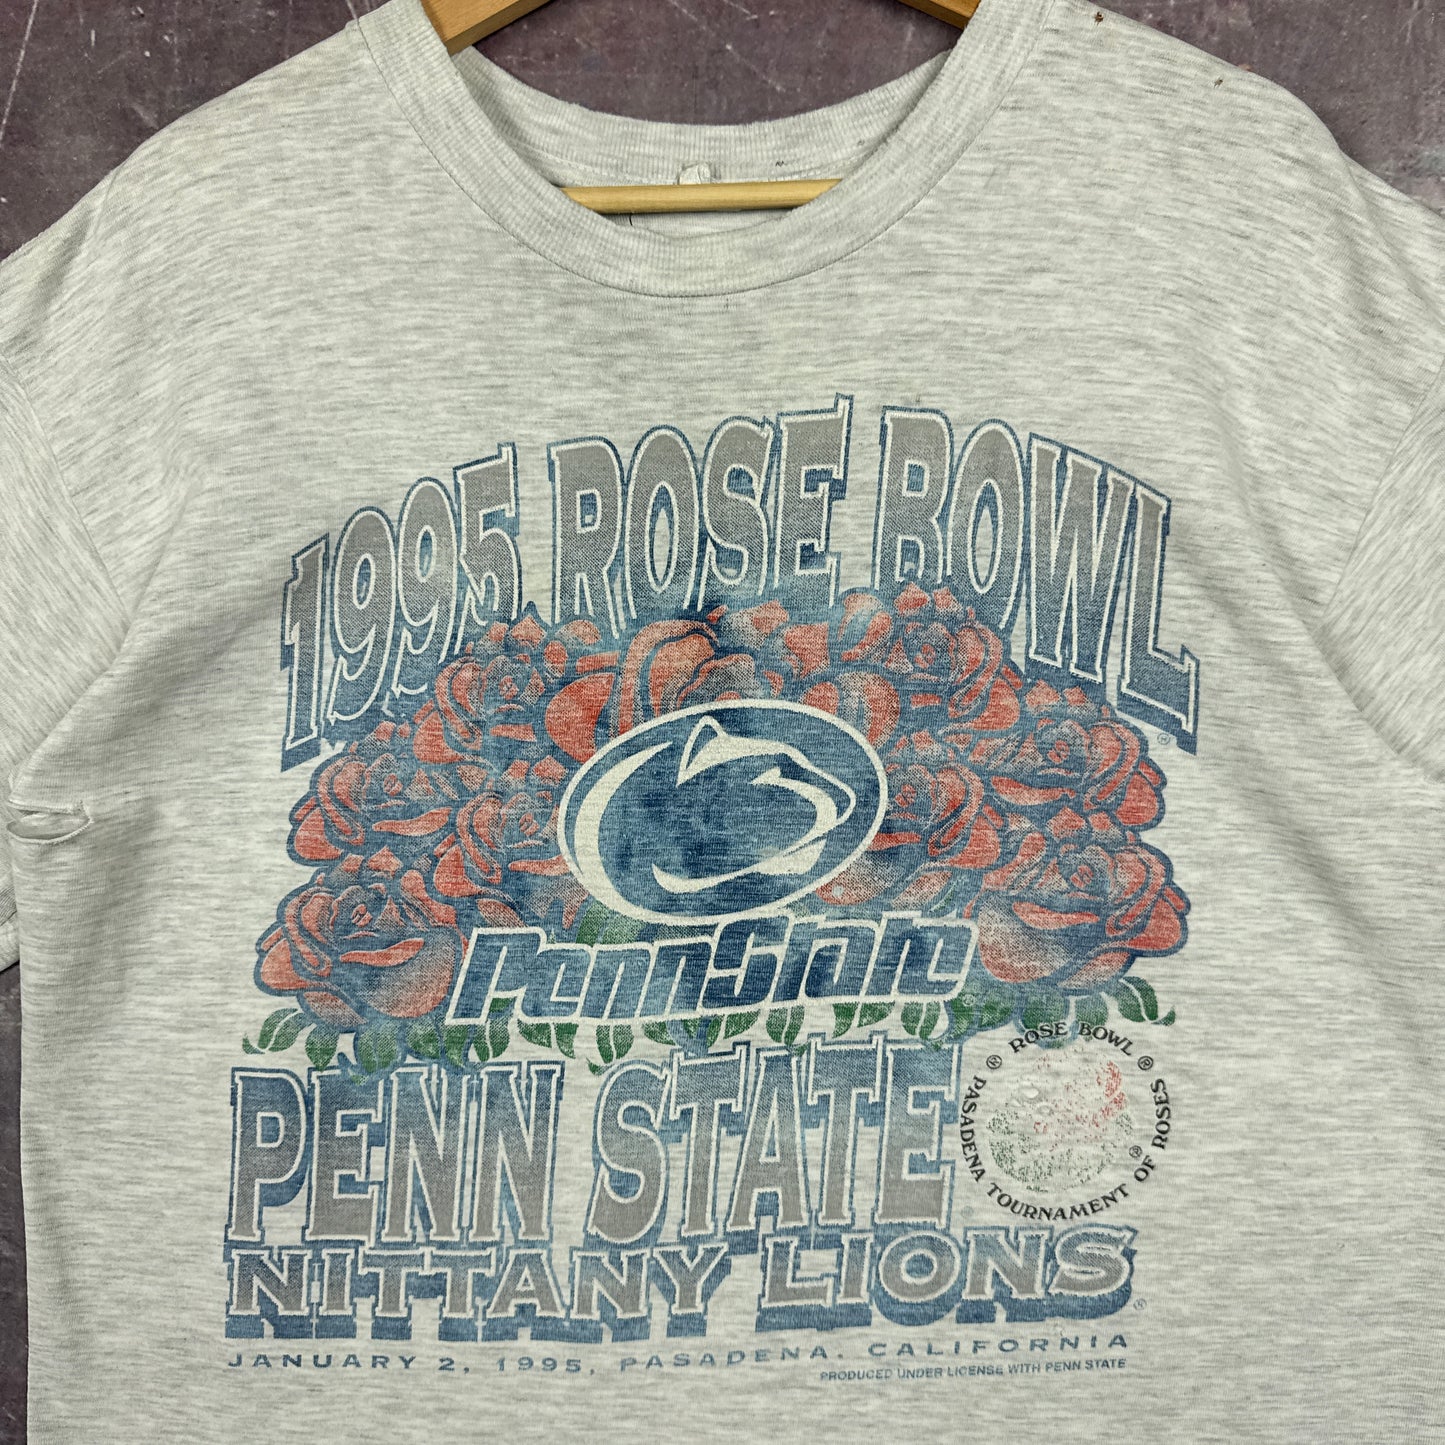 1995 ROSE BOWL
®
PennState
® ROSE BOWL ®
PASADENA TOURNAMENT OF ROSES
®
PENN STATE
®
NITTANY LIONS
®
JANUARY 2, 1995, PASADENA, CALIFORNIA
PRODUCED UNDER LICENSE WITH PENN STATE